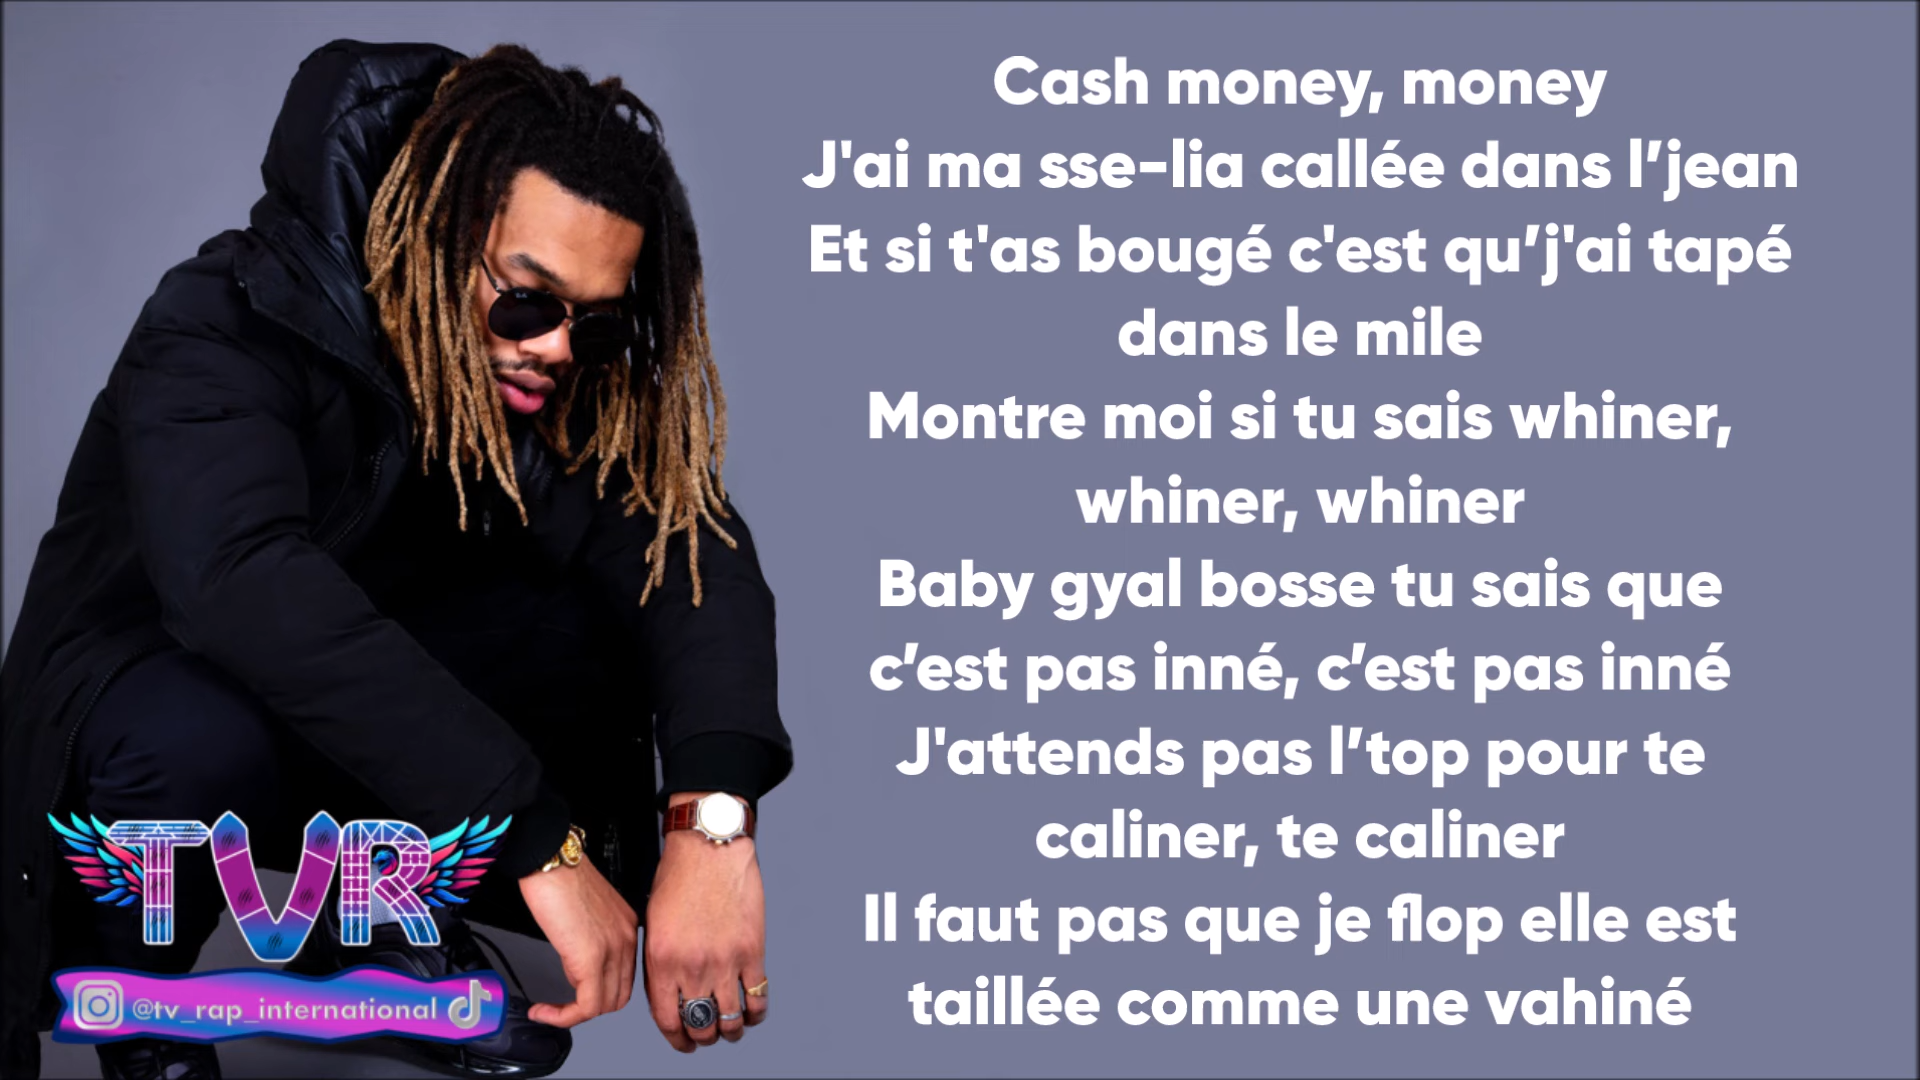 Cash money, money
J'ai ma sse-lia callée dans l’jean
Et si t'as bougé c'est qu’j'ai tapé
dans le mile
Montre moi si tu sais whiner,
whiner, whiner
Baby gyal bosse tu sais que
c’est pas inné, c’est pas inné
J'attends pas l’top pour te
caliner, te caliner
Il faut pas que je flop elle est
taillée comme une vahiné
TVR
@tv_rap_international